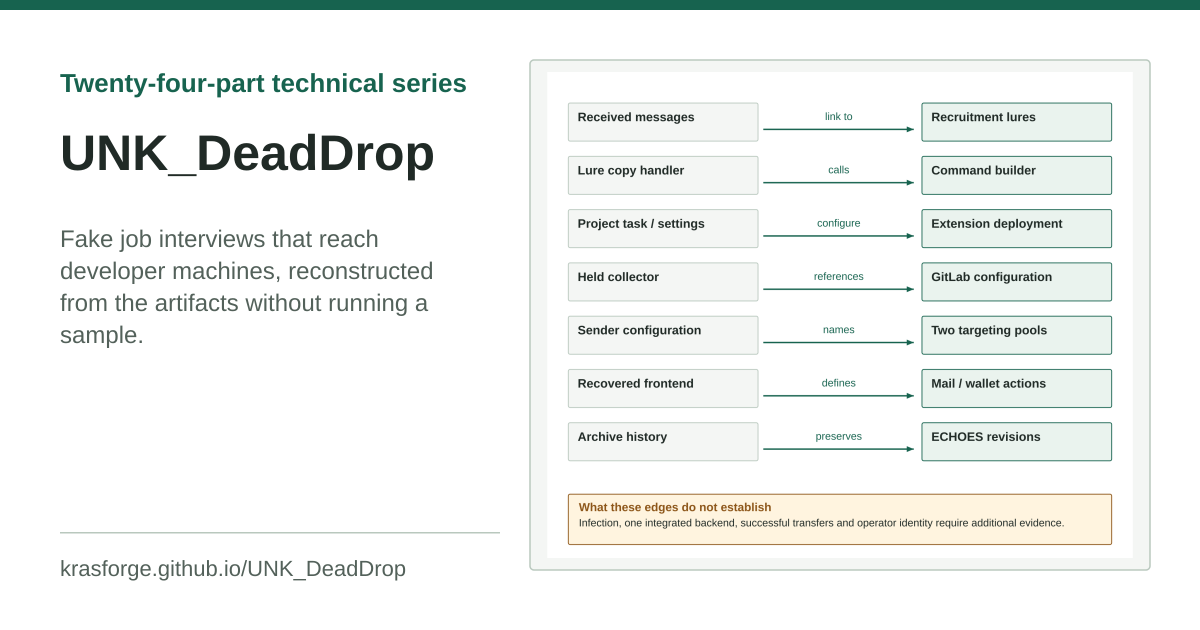 Twenty-four-part technical series
UNK_DeadDrop
Fake job interviews that reach
developer machines, reconstructed
from the artifacts without running a
sample.
krasforge.github.io/UNK_DeadDrop
Received messages
link to
Recruitment lures
Lure copy handler
calls
Command builder
Project task / settings
configure
Extension deployment
Held collector
references
GitLab configuration
Sender configuration
names
Two targeting pools
Recovered frontend
defines
Mail / wallet actions
Archive history
preserves
ECHOES revisions
What these edges do not establish
Infection, one integrated backend, successful transfers and operator identity require additional evidence.